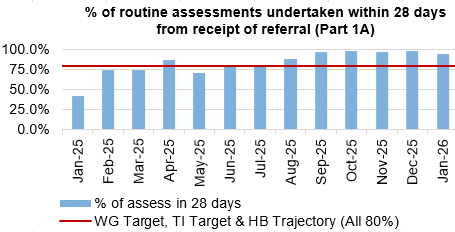 % of routine assessments undertaken within 28 days
from receipt of referral (Part 1A)
100.0%
75.0%
50.0%
25.0%
0.0%
Jan-25
Feb-25
Mar-25
Apr-25
May-25
Jun-25
Jul-25
Aug-25
Sep-25
Oct-25
Nov-25
Dec-25
Jan-26
% of assess in 28 days
WG Target, TI Target & HB Trajectory (All 80%)